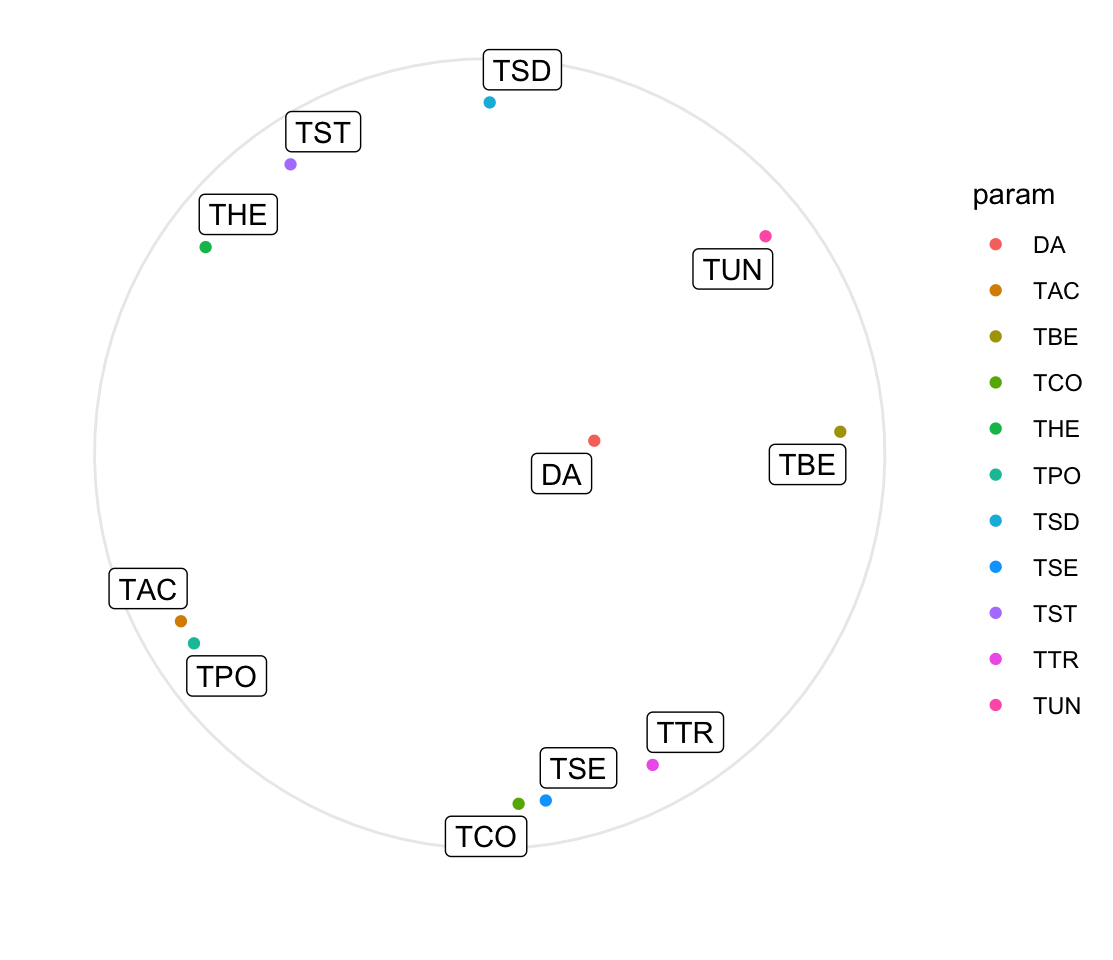 TSD
TST
THE
TUN
DA
TBE
TAC
TPO
TTR
TSE
TCO
param
DA
TAC
TBE
TCO
THE
TPO
TSD
TSE
TST
TTR
TUN